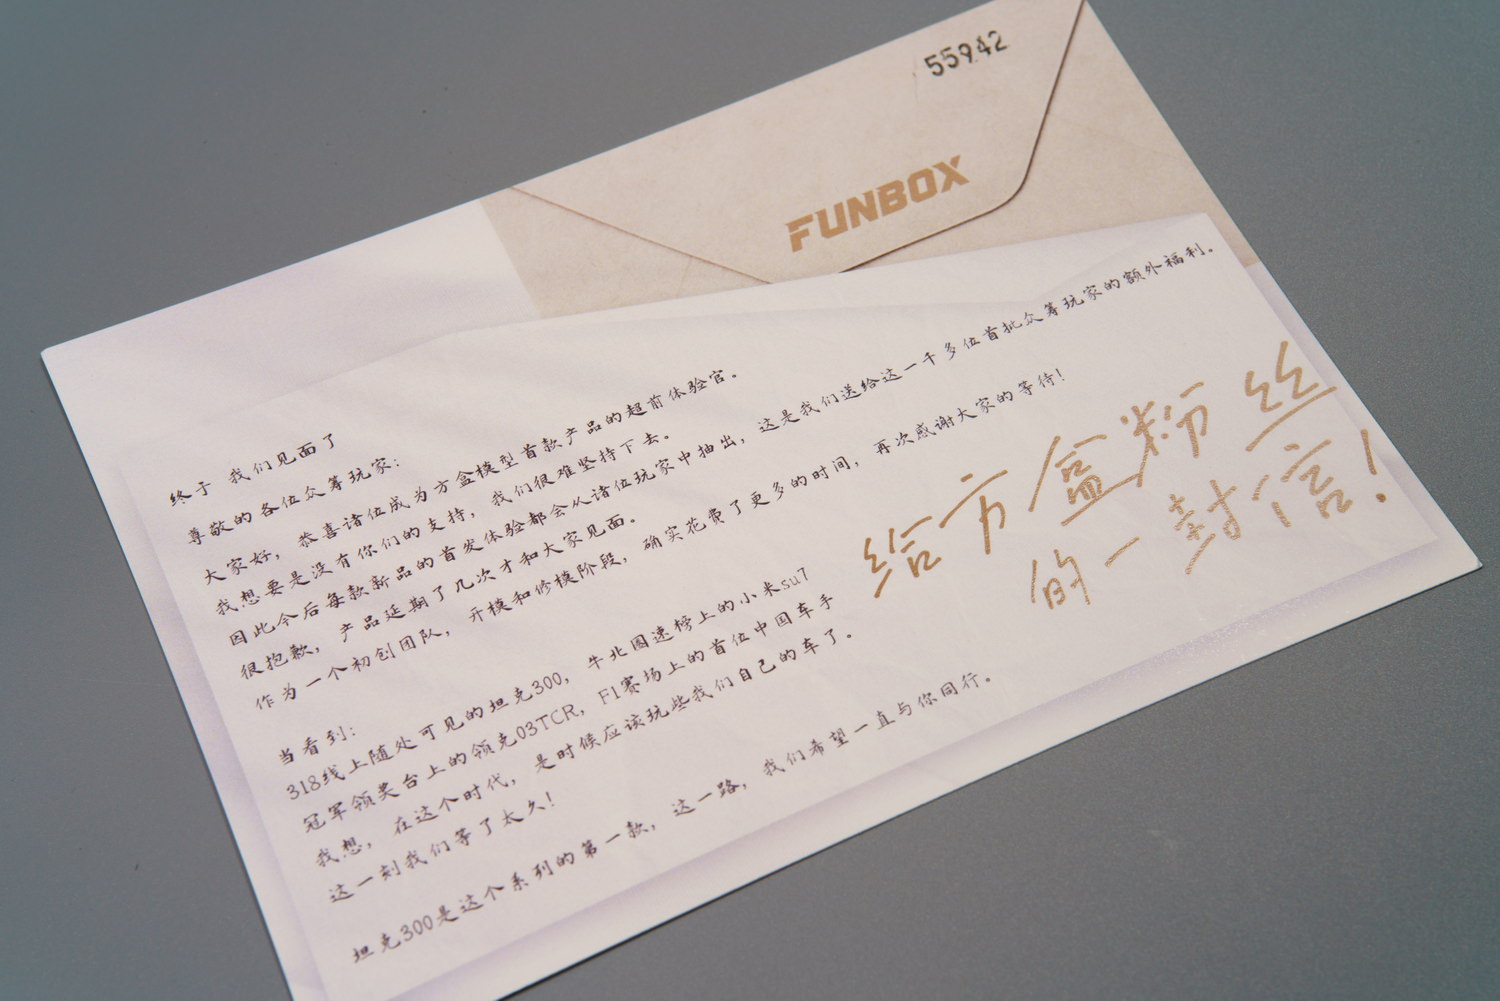 55942
FUNBOX
终于 我们见面了
尊敬的各位众筹玩家：
大家好，恭喜诸位成为方盒模型首款产品的超前体验官。
我想要是没有你们的支持，我们很难坚持下去。
因此今后每款新品的首发体验都会从诸位玩家中抽出，这是我们送给这一千多位首批众筹玩家的额外福利。
很抱歉，产品延期了几次才和大家见面。
作为一个初创团队，开模和修模阶段，确实花费了更多的时间，再次感谢大家的等待！
当看到：
318线上随处可见的坦克300，牛北圈速榜上的小米su7
冠军领奖台上的领克03TCR，F1赛场上的首位中国车手
我想，在这个时代，是时候应该玩些我们自己的车了。
这一刻我们等了太久！
坦克300是这个系列的第一款，这一路，我们希望一直与你同行。
给方盒粉丝
的一封信！